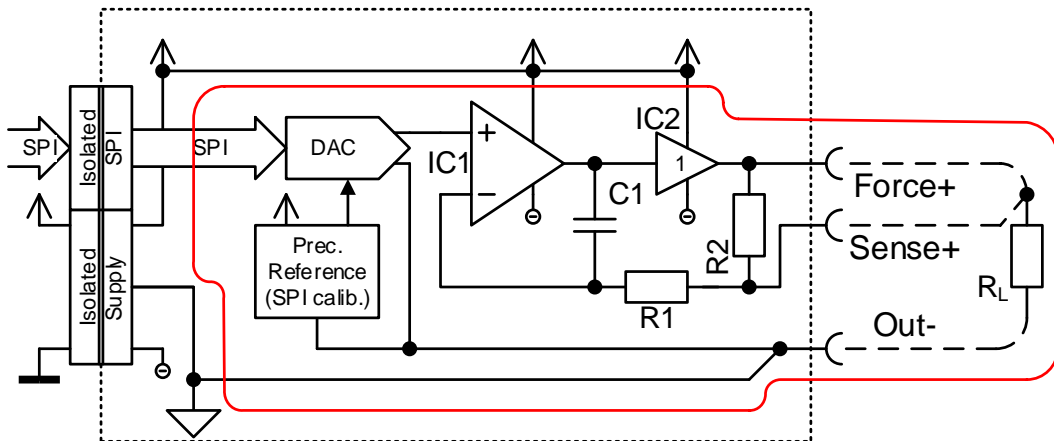 SPI
Isolated
SPI
SPI
DAC
IC1
+
−
C1
IC2
1
R2
R1
Force+
Sense+
Out-
RL
Prec.
Reference
(SPI calib.)
Isolated
Supply